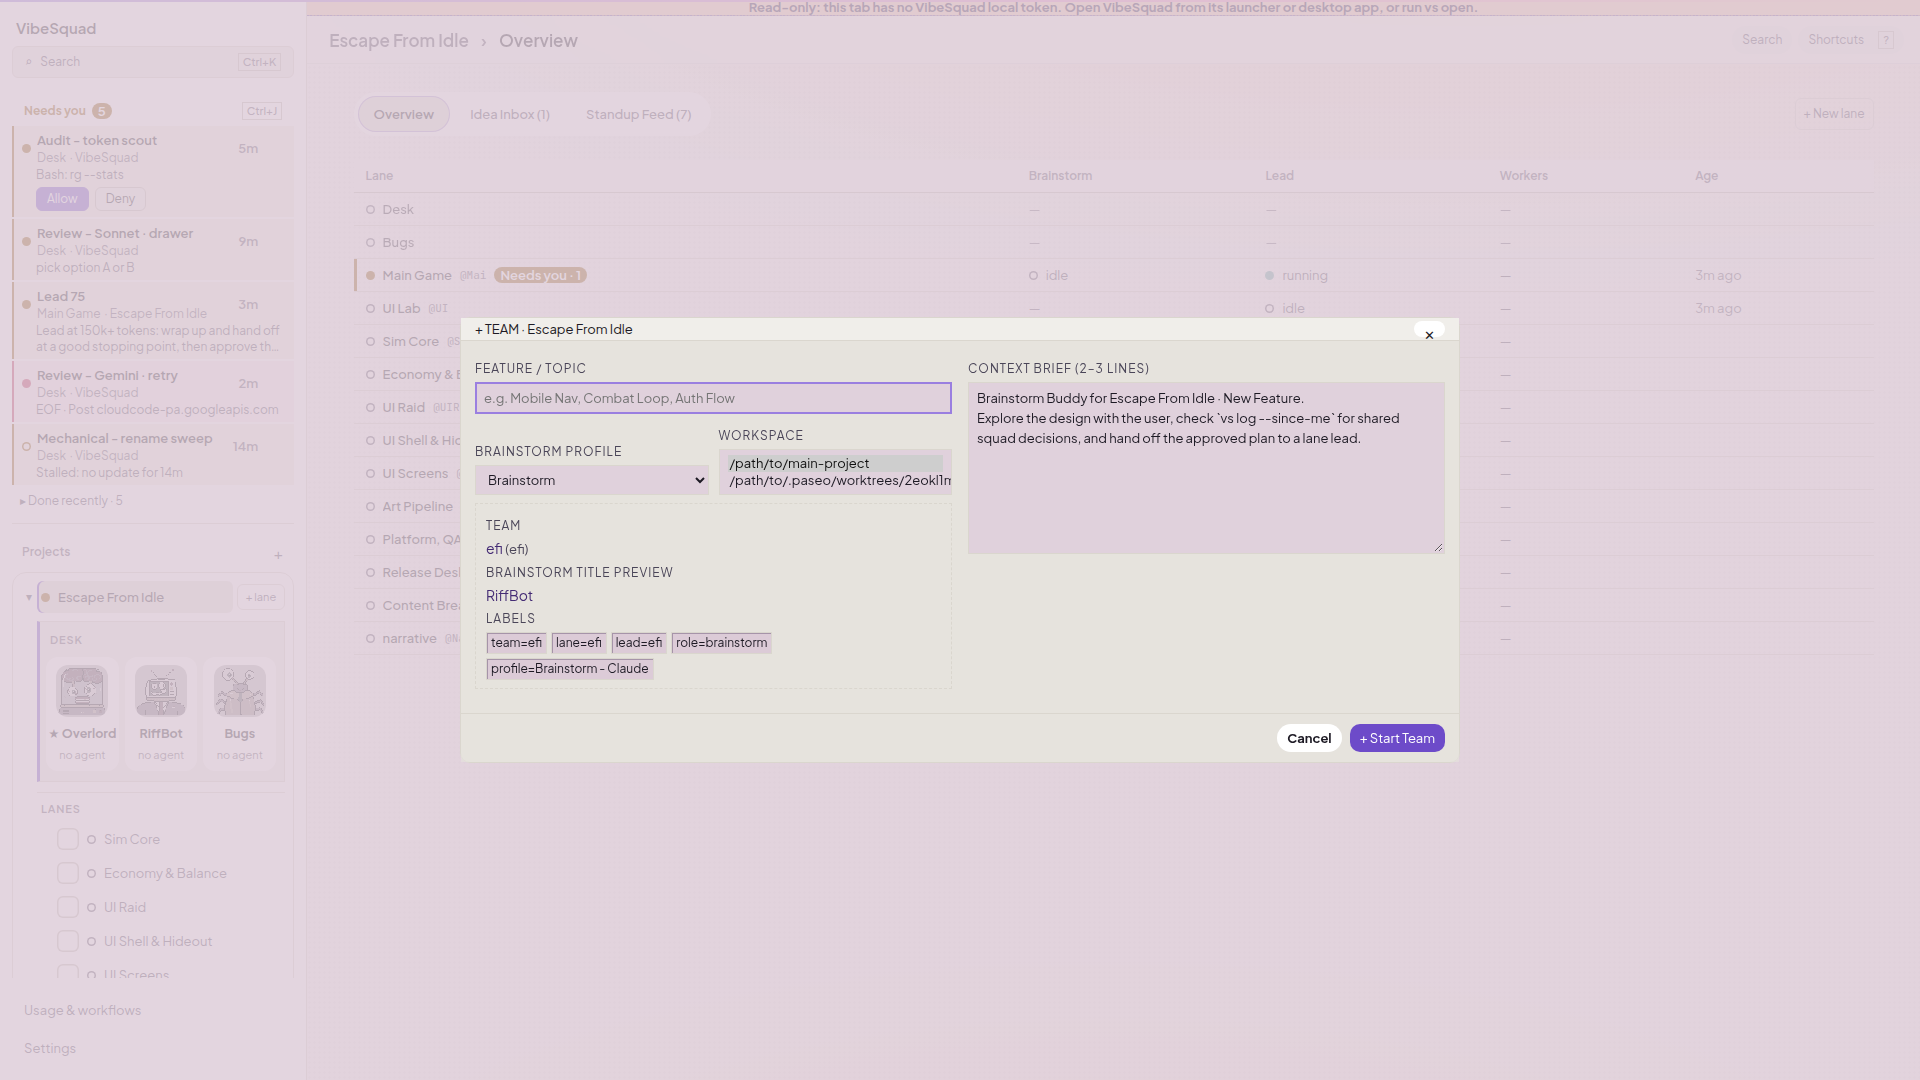 Read-only: this tab has no VibeSquad local token. Open VibeSquad from its launcher or desktop app, or run vs open.
VibeSquad
Search Ctrl+K
Needs you 5 Ctrl+J
Audit - token scout 5m
Desk · VibeSquad
Bash: rg --stats
Allow Deny
Review - Sonnet · drawer 9m
Desk · VibeSquad
pick option A or B
Lead 75 3m
Main Game · Escape From Idle
Lead at 150k+ tokens: wrap up and hand off
at a good stopping point, then approve th...
Review - Gemini · retry 2m
Desk · VibeSquad
EOF · Post cloudcode-pa.googleapis.com
Mechanical - rename sweep 14m
Desk · VibeSquad
Stalled: no update for 14m
▸ Done recently · 5
Projects +
▾ Escape From Idle + lane
DESK
★ Overlord RiffBot Bugs
no agent no agent no agent
LANES
Sim Core
Economy & Balance
UI Raid
UI Shell & Hideout
UI Screens
Usage & workflows
Settings
Escape From Idle › Overview
Search Shortcuts ?
Overview Idea Inbox (1) Standup Feed (7)
+ New lane
Lane Brainstorm Lead Workers Age
Desk — — —
Bugs — — —
Main Game @Mai Needs you · 1 idle running — 3m ago
UI Lab @UI — idle — 3m ago
Sim Core —
Economy & —
UI Raid @UIR —
UI Shell & Hid —
UI Screens —
Art Pipeline —
Platform, QA —
Release Des —
Content Brea —
narrative —
+ TEAM · Escape From Idle ×
FEATURE / TOPIC
e.g. Mobile Nav, Combat Loop, Auth Flow
BRAINSTORM PROFILE
Brainstorm
WORKSPACE
/path/to/main-project
/path/to/.paseo/worktrees/2eokl1m
TEAM
efi (efi)
BRAINSTORM TITLE PREVIEW
RiffBot
LABELS
team=efi lane=efi lead=efi role=brainstorm
profile=Brainstorm - Claude
CONTEXT BRIEF (2–3 LINES)
Brainstorm Buddy for Escape From Idle · New Feature.
Explore the design with the user, check `vs log --since-me` for shared
squad decisions, and hand off the approved plan to a lane lead.
Cancel + Start Team